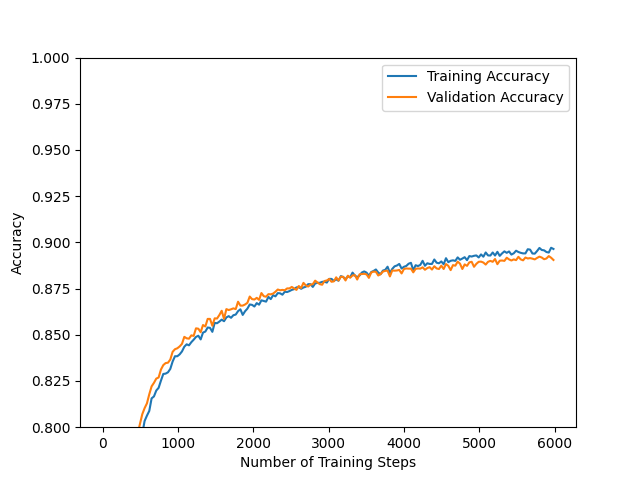 1.000
0.975
0.950
0.925
0.900
0.875
0.850
0.825
0.800
Accuracy
Training Accuracy
Validation Accuracy
0 1000 2000 3000 4000 5000 6000
Number of Training Steps